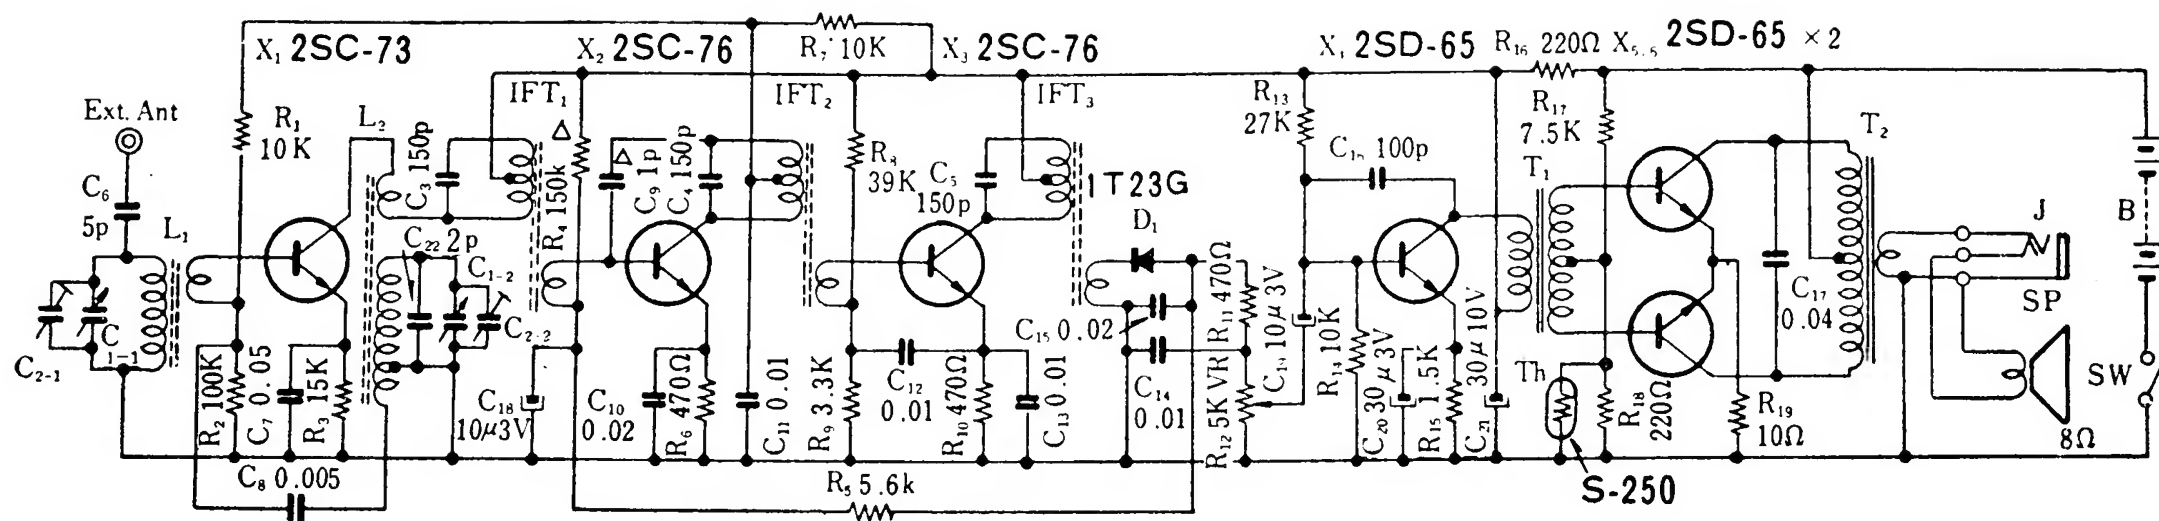 X₁ 2SC-73
X₂ 2SC-76
R₇ 10K
X₃ 2SC-76
2SD-65
R₁₆ 220Ω
X₅.₆ 2SD-65 ×2
Ext. Ant
R₁
10K
L₂
C₃ 150p
IFT₁
Δ
R₄ 150k
Δ
C₉ 1p
C₄ 150p
IFT₂
R₈
39K
C₅
150p
IFT₃
1T23G
D₁
R₁₃
27K
100p
R₁₇
7.5K
T₁
T₂
C₆
5p
L₁
C₂₂ 2p
C₁₋₂
C₂₋₂
C₂₋₁
C₁₋₁
R₂ 100K
C₇ 0.05
R₃ 15K
C₈ 0.005
C₁₈
10μ3V
C₁₀
0.02
R₆ 470Ω
C₁₁ 0.01
R₉ 3.3K
C₁₂
0.01
R₁₀ 470Ω
C₁₃ 0.01
C₁₅ 0.02
C₁₄
0.01
R₁₁ 470Ω
R₁₂ 5K VR
C₁₉ 10μ3V
R₁₄ 10K
C₂₀ 30μ3V
R₁₅ 1.5K
C₂₁ 30μ10V
Th
R₁₈
220Ω
R₁₉
10Ω
C₁₇
0.04
J
SP
8Ω
B
SW
R₅ 5.6k
S-250